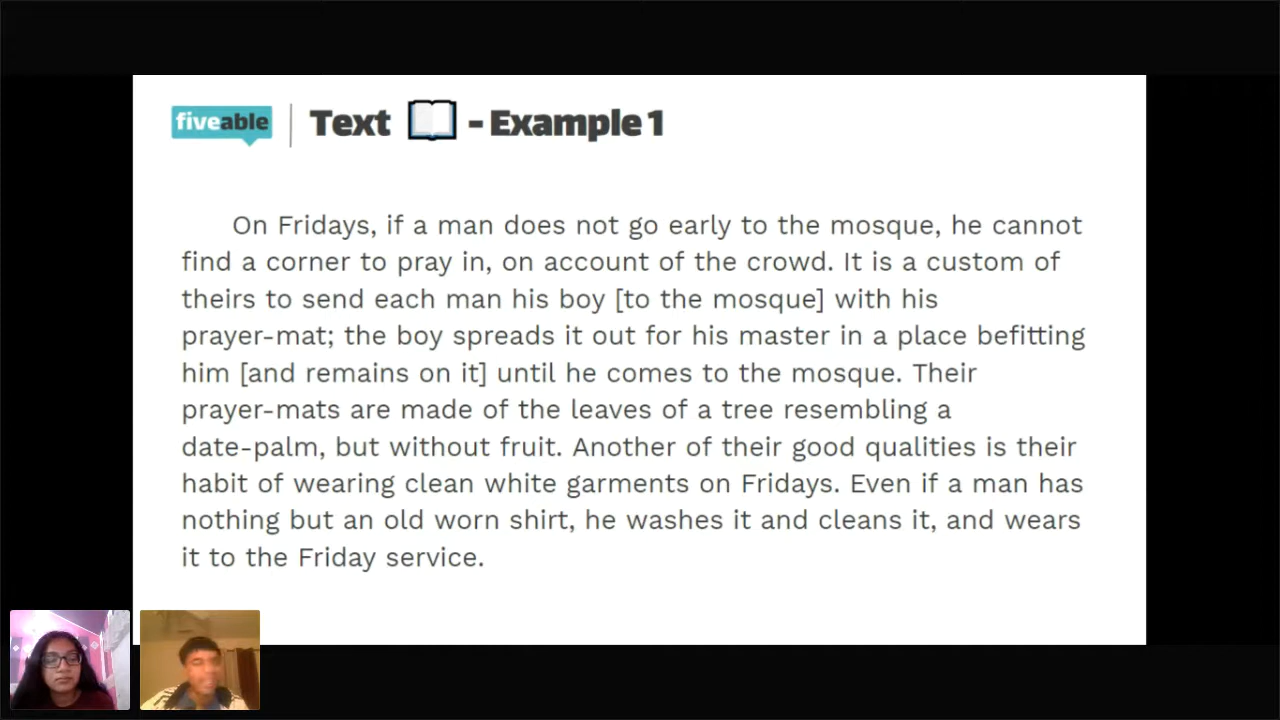 fiveable
Text - Example 1
On Fridays, if a man does not go early to the mosque, he cannot
find a corner to pray in, on account of the crowd. It is a custom of
theirs to send each man his boy [to the mosque] with his
prayer-mat; the boy spreads it out for his master in a place befitting
him [and remains on it] until he comes to the mosque. Their
prayer-mats are made of the leaves of a tree resembling a
date-palm, but without fruit. Another of their good qualities is their
habit of wearing clean white garments on Fridays. Even if a man has
nothing but an old worn shirt, he washes it and cleans it, and wears
it to the Friday service.